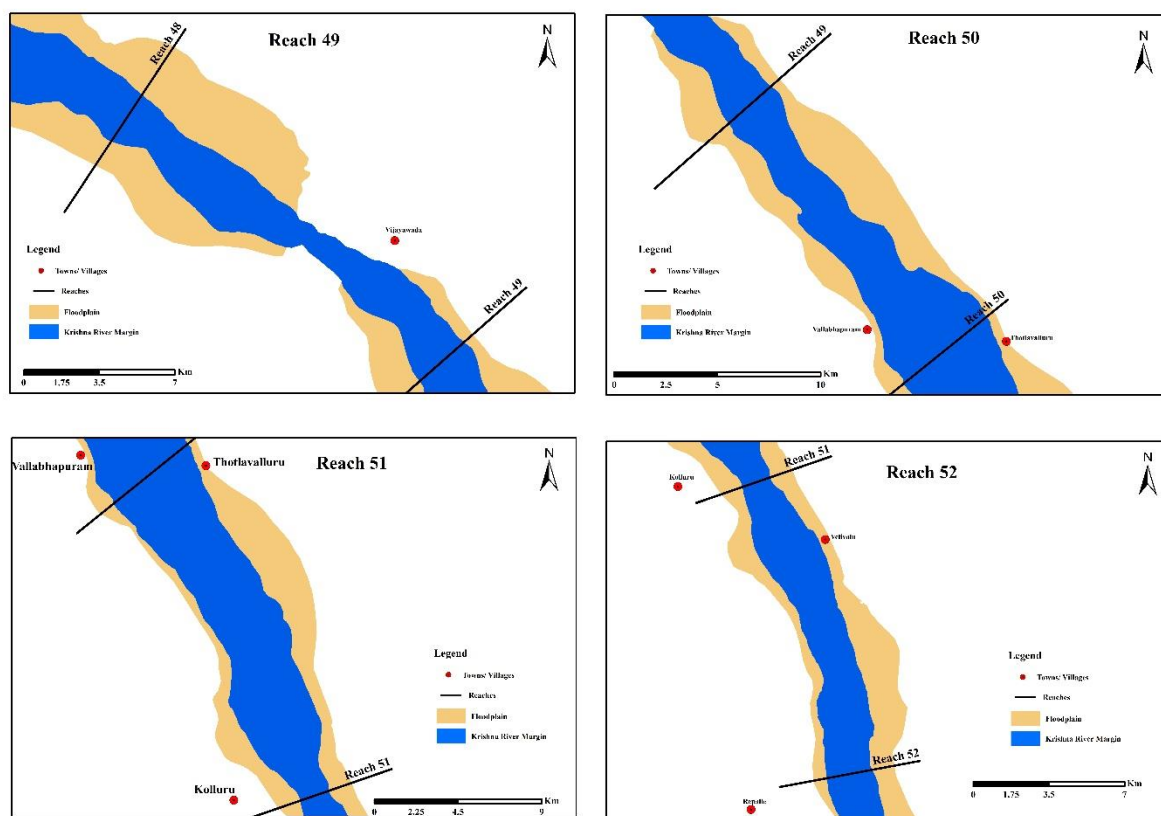 Reach 49
N
Reach 48
Vijayawada
Reach 49
Legend
Towns/ Villages
Reaches
Floodplain
Krishna River Margin
Km
0 1.75 3.5 7
Reach 50
N
Reach 49
Reach 50
Vallabhapuram
Thotlavalluru
Legend
Towns/ Villages
Reaches
Floodplain
Krishna River Margin
Km
0 2.5 5 10
Reach 51
N
Vallabhapuram
Thotlavalluru
Legend
Towns/ Villages
Reaches
Floodplain
Krishna River Margin
Reach 51
Kolluru
Km
0 2.25 4.5 9
Reach 52
N
Reach 51
Kolluru
Legend
Towns/ Villages
Reaches
Floodplain
Krishna River Margin
Reach 52
Repalle
Km
0 1.75 3.5 7